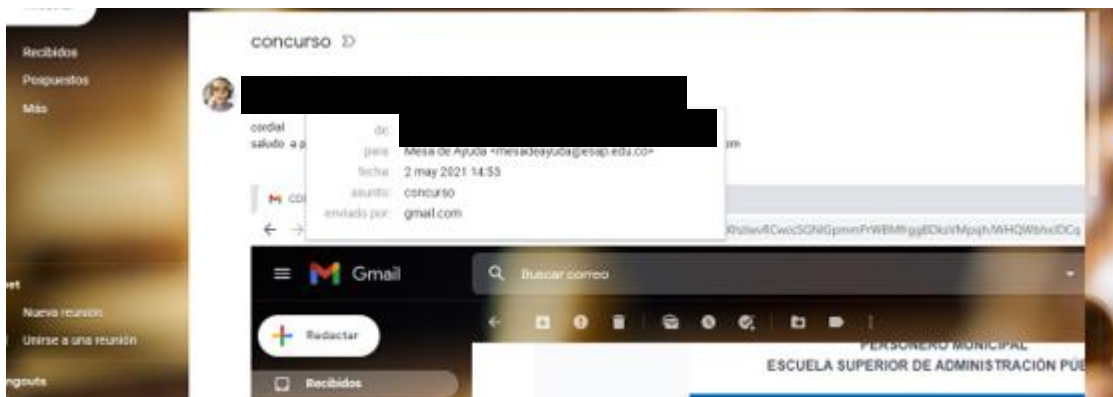 Recibidos
Pospuestos
Más
concurso
cordial
saludo a p
de:
para: Mesa de Ayuda <mesadeayuda@esap.edu.co>
fecha: 2 may 2021 14:53
asunto: concurso
enviado por: gmail.com
Gmail
Buscar correo
Redactar
Recibidos
Nueva reunión
Unirse a una reunión
ngouts
PERSONERO MUNICIPAL
ESCUELA SUPERIOR DE ADMINISTRACIÓN PÚB